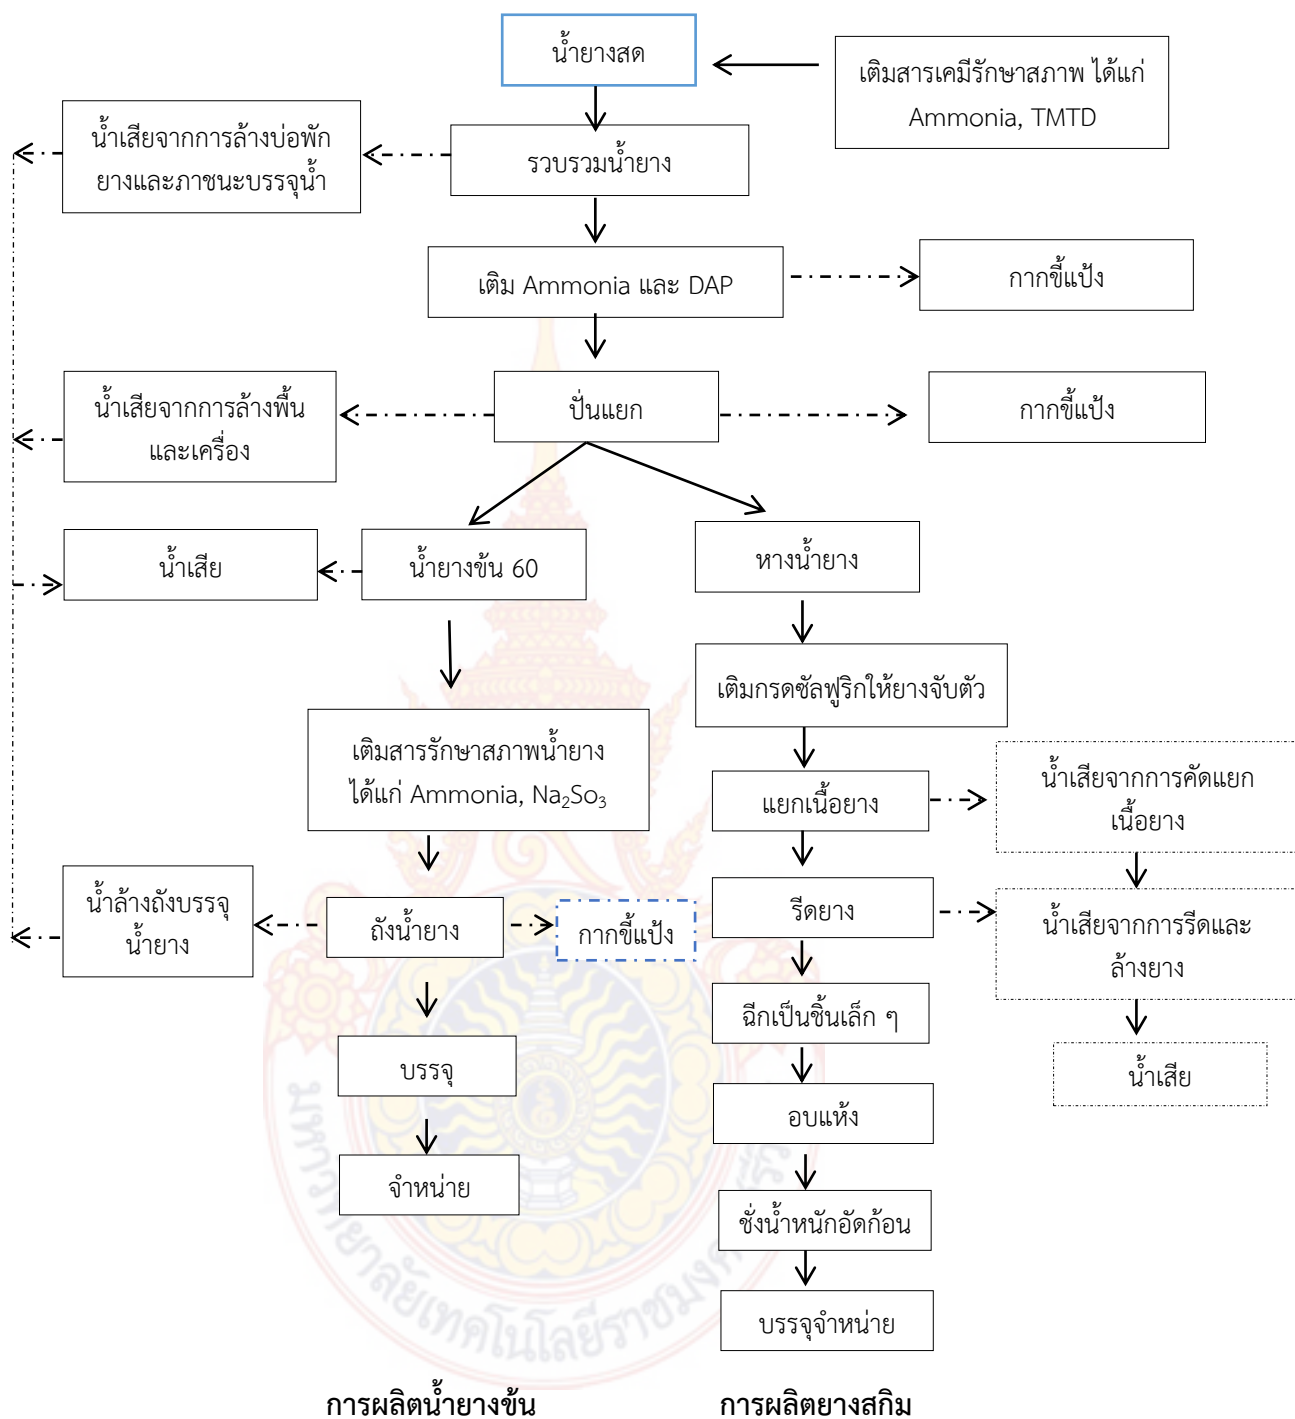 น้ำยางสด
เติมสารเคมีรักษาสภาพ ได้แก่
Ammonia, TMTD
น้ำเสียจากการล้างบ่อพัก
ยางและภาชนะบรรจุน้ำ
รวบรวมน้ำยาง
เติม Ammonia และ DAP
กากขี้แป้ง
น้ำเสียจากการล้างพื้น
และเครื่อง
ปั่นแยก
กากขี้แป้ง
น้ำเสีย
น้ำยางข้น 60
หางน้ำยาง
เติมกรดซัลฟูริกให้ยางจับตัว
เติมสารรักษาสภาพน้ำยาง
ได้แก่ Ammonia, Na₂So₃
แยกเนื้อยาง
น้ำเสียจากการคัดแยก
เนื้อยาง
น้ำล้างถังบรรจุ
น้ำยาง
ถังน้ำยาง
กากขี้แป้ง
รีดยาง
น้ำเสียจากการรีดและ
ล้างยาง
ฉีกเป็นชิ้นเล็ก ๆ
บรรจุ
น้ำเสีย
อบแห้ง
จำหน่าย
ชั่งน้ำหนักอัดก้อน
บรรจุจำหน่าย
การผลิตน้ำยางข้น
การผลิตยางสกิม